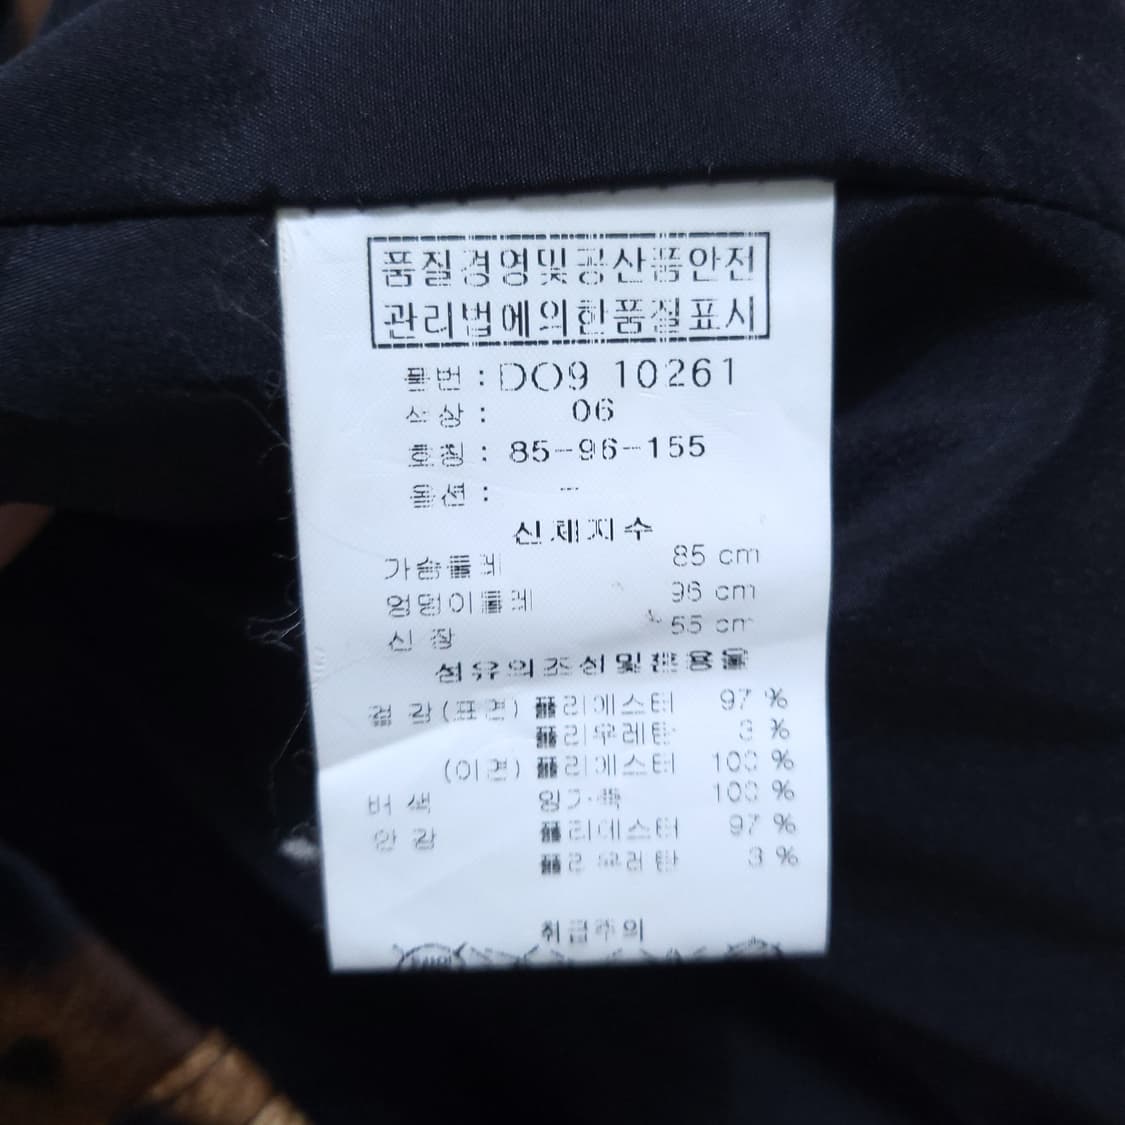 품질경영및공산품안전
관리법에의한품질표시
품번 : DO9 10261
색상 : 06
호칭 : 85-96-155
옵션 : -
신체치수
가슴둘레 85 cm
엉덩이둘레 96 cm
신장 155 cm
섬유의조성및혼용율
겉감(표면) 폴리에스터 97 %
폴리우레탄 3 %
(이면) 폴리에스터 100 %
배색 양가죽 100 %
안감 폴리에스터 97 %
폴리우레탄 3 %
취급주의